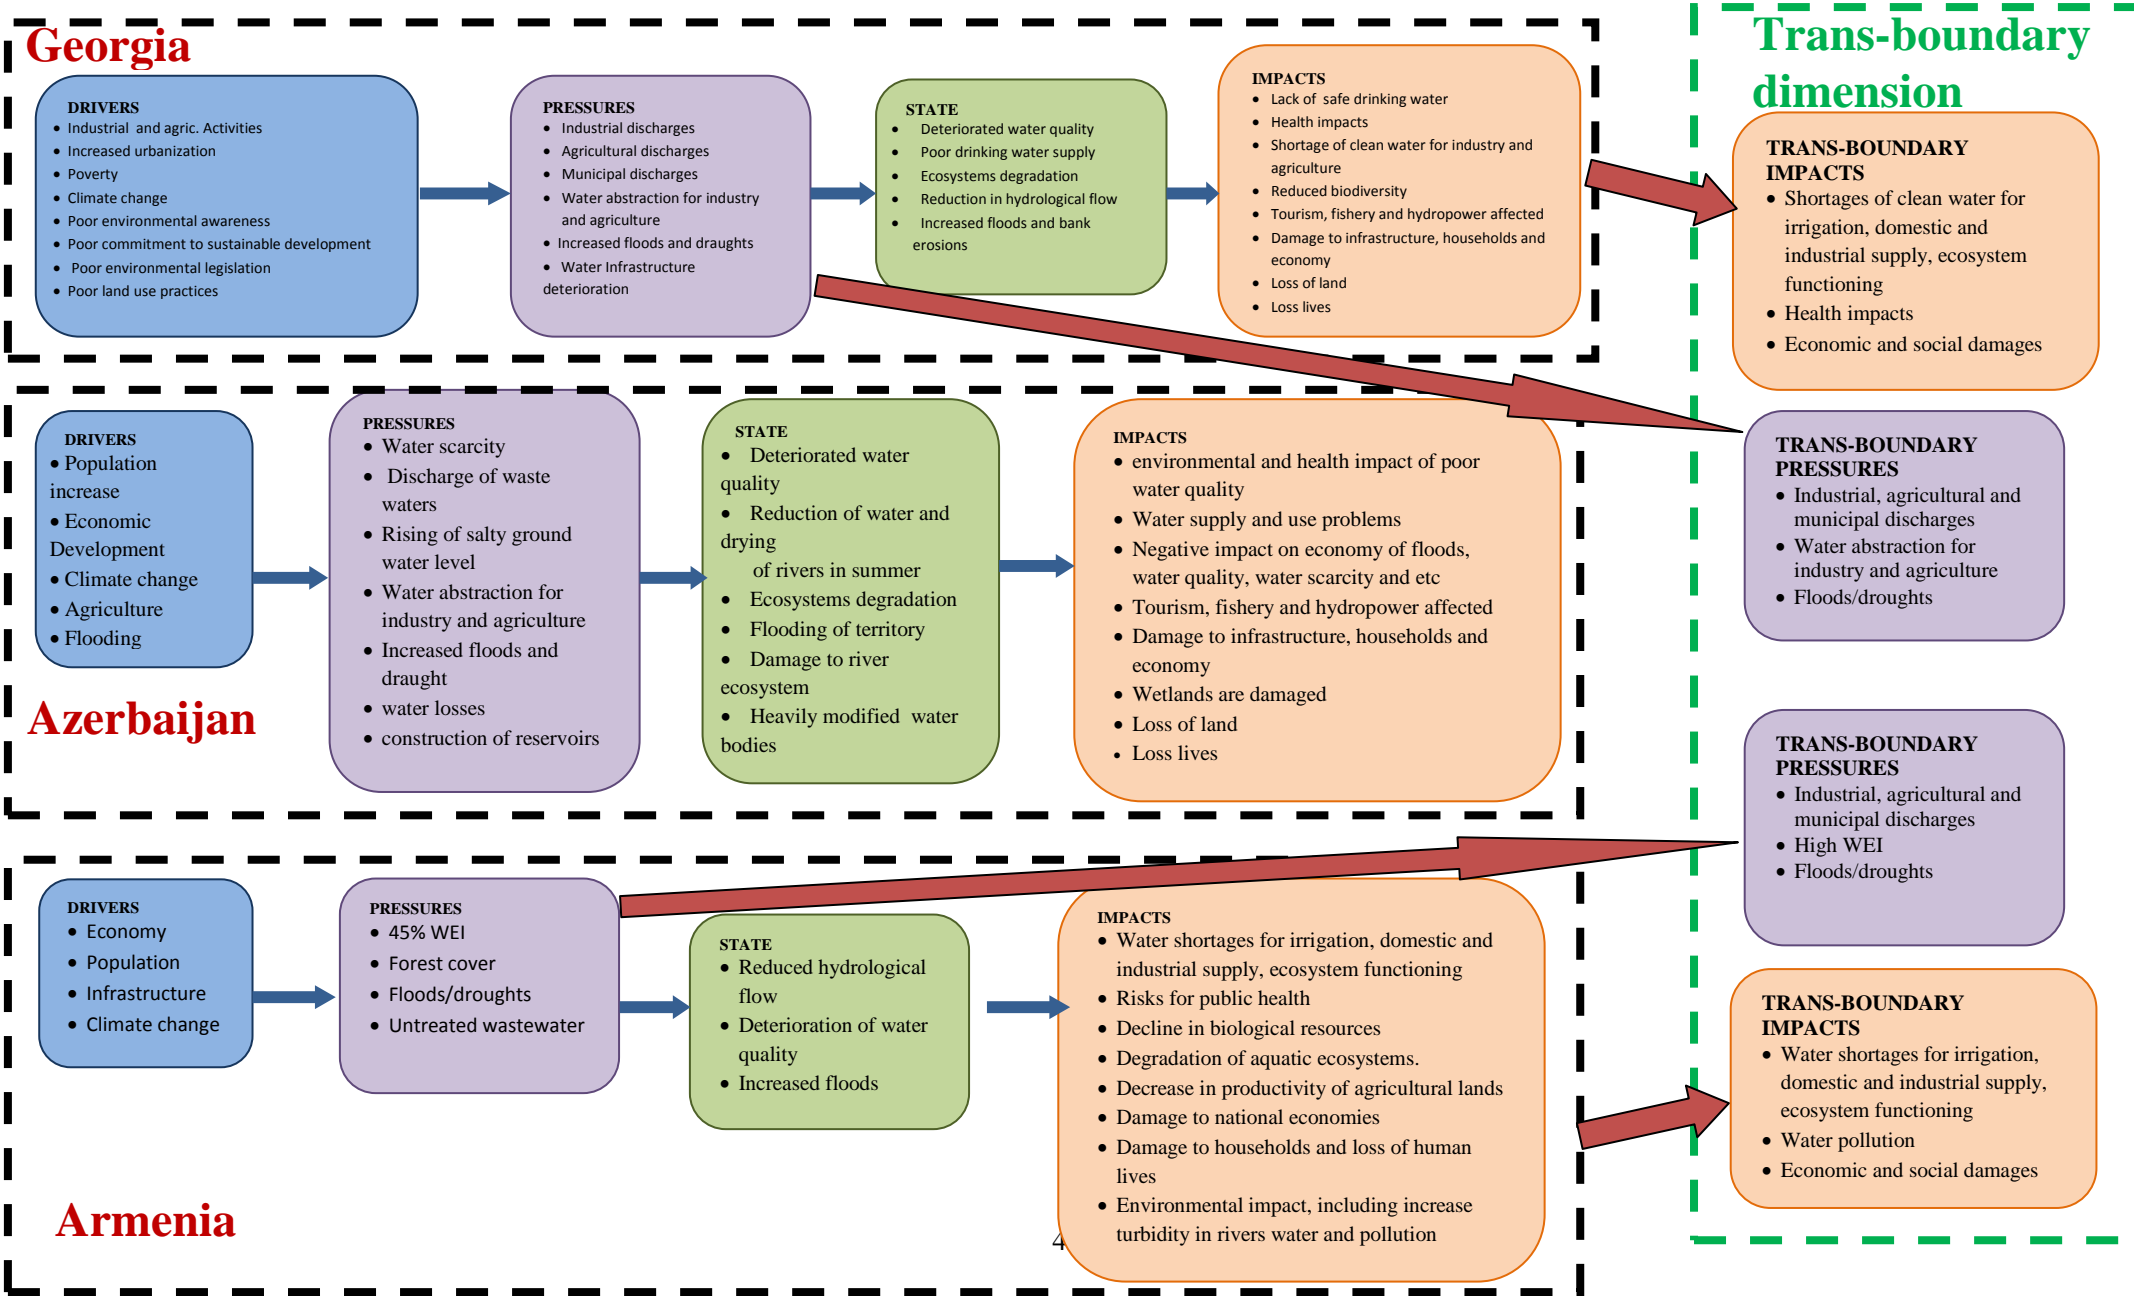 Georgia
DRIVERS
• Industrial and agric. Activities
• Increased urbanization
• Poverty
• Climate change
• Poor environmental awareness
• Poor commitment to sustainable development
• Poor environmental legislation
• Poor land use practices
PRESSURES
• Industrial discharges
• Agricultural discharges
• Municipal discharges
• Water abstraction for industry
and agriculture
• Increased floods and draughts
• Water Infrastructure
deterioration
STATE
• Deteriorated water quality
• Poor drinking water supply
• Ecosystems degradation
• Reduction in hydrological flow
• Increased floods and bank
erosions
IMPACTS
• Lack of safe drinking water
• Health impacts
• Shortage of clean water for industry and
agriculture
• Reduced biodiversity
• Tourism, fishery and hydropower affected
• Damage to infrastructure, households and
economy
• Loss of land
• Loss lives
Azerbaijan
DRIVERS
• Population
increase
• Economic
Development
• Climate change
• Agriculture
• Flooding
PRESSURES
• Water scarcity
• Discharge of waste
waters
• Rising of salty ground
water level
• Water abstraction for
industry and agriculture
• Increased floods and
draught
• water losses
• construction of reservoirs
STATE
• Deteriorated water
quality
• Reduction of water and
drying
of rivers in summer
• Ecosystems degradation
• Flooding of territory
• Damage to river
ecosystem
• Heavily modified water
bodies
IMPACTS
• environmental and health impact of poor
water quality
• Water supply and use problems
• Negative impact on economy of floods,
water quality, water scarcity and etc
• Tourism, fishery and hydropower affected
• Damage to infrastructure, households and
economy
• Wetlands are damaged
• Loss of land
• Loss lives
Armenia
DRIVERS
• Economy
• Population
• Infrastructure
• Climate change
PRESSURES
• 45% WEI
• Forest cover
• Floods/droughts
• Untreated wastewater
STATE
• Reduced hydrological
flow
• Deterioration of water
quality
• Increased floods
IMPACTS
• Water shortages for irrigation, domestic and
industrial supply, ecosystem functioning
• Risks for public health
• Decline in biological resources
• Degradation of aquatic ecosystems.
• Decrease in productivity of agricultural lands
• Damage to national economies
• Damage to households and loss of human
lives
• Environmental impact, including increase
turbidity in rivers water and pollution
Trans-boundary
dimension
TRANS-BOUNDARY
IMPACTS
• Shortages of clean water for
irrigation, domestic and
industrial supply, ecosystem
functioning
• Health impacts
• Economic and social damages
TRANS-BOUNDARY
PRESSURES
• Industrial, agricultural and
municipal discharges
• Water abstraction for
industry and agriculture
• Floods/droughts
TRANS-BOUNDARY
PRESSURES
• Industrial, agricultural and
municipal discharges
• High WEI
• Floods/droughts
TRANS-BOUNDARY
IMPACTS
• Water shortages for irrigation,
domestic and industrial supply,
ecosystem functioning
• Water pollution
• Economic and social damages